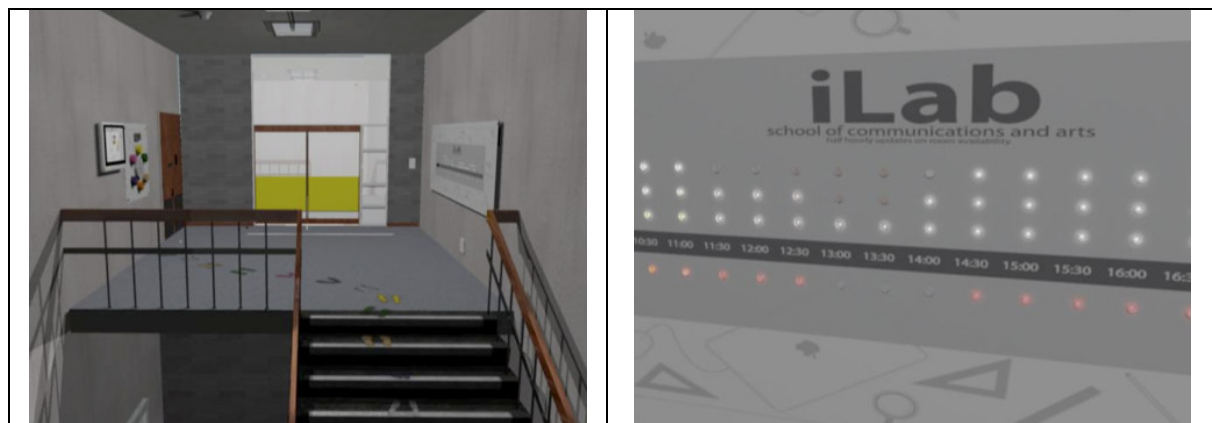 iLab
school of communications and arts
half hourly updates on room availability
10:30 11:00 11:30 12:00 12:30 13:00 13:30 14:00 14:30 15:00 15:30 16:00